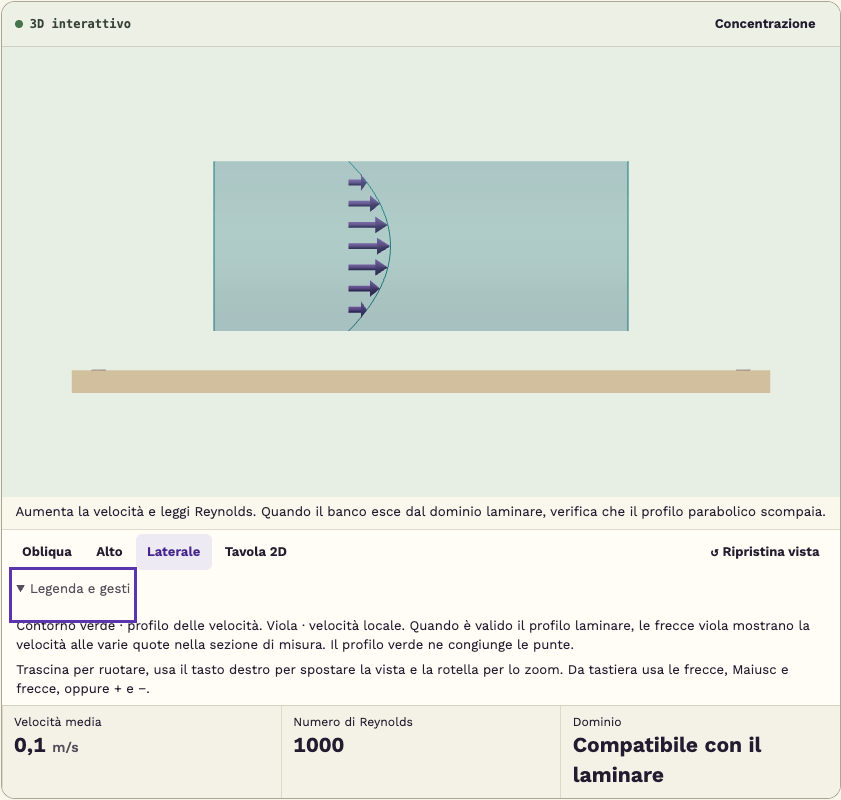 3D interattivo
Concentrazione
Aumenta la velocità e leggi Reynolds. Quando il banco esce dal dominio laminare, verifica che il profilo parabolico scompaia.
Obliqua Alto Laterale Tavola 2D
↺ Ripristina vista
▼ Legenda e gesti
Contorno verde · profilo delle velocità. Viola · velocità locale. Quando è valido il profilo laminare, le frecce viola mostrano la
velocità alle varie quote nella sezione di misura. Il profilo verde ne congiunge le punte.
Trascina per ruotare, usa il tasto destro per spostare la vista e la rotella per lo zoom. Da tastiera usa le frecce, Maiusc e
frecce, oppure + e −.
Velocità media
0,1 m/s
Numero di Reynolds
1000
Dominio
Compatibile con il
laminare